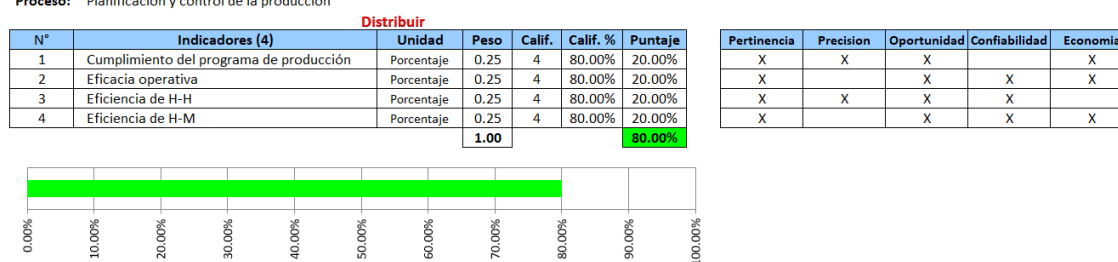 Proceso: Planificación y control de la producción
Distribuir
N° Indicadores (4) Unidad Peso Calif. Calif. % Puntaje Pertinencia Precision Oportunidad Confiabilidad Economia
1 Cumplimiento del programa de producción Porcentaje 0.25 4 80.00% 20.00% X X X X
2 Eficacia operativa Porcentaje 0.25 4 80.00% 20.00% X X X X
3 Eficiencia de H-H Porcentaje 0.25 4 80.00% 20.00% X X X X
4 Eficiencia de H-M Porcentaje 0.25 4 80.00% 20.00% X X X X
1.00 80.00%
0.00% 10.00% 20.00% 30.00% 40.00% 50.00% 60.00% 70.00% 80.00% 90.00% 100.00%